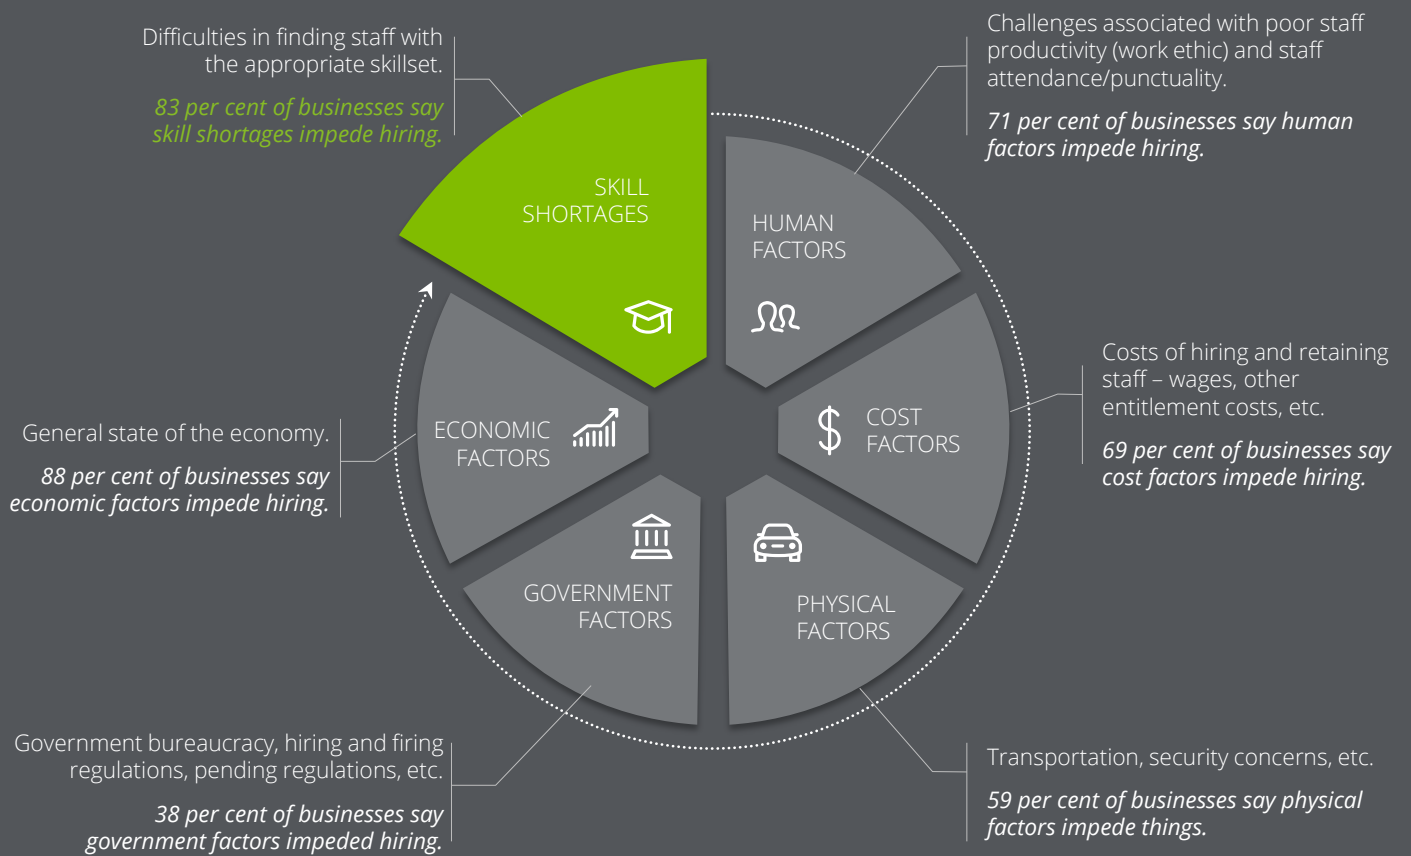 Difficulties in finding staff with
the appropriate skillset.
83 per cent of businesses say
skill shortages impede hiring.
Challenges associated with poor staff
productivity (work ethic) and staff
attendance/punctuality.
71 per cent of businesses say human
factors impede hiring.
SKILL
SHORTAGES
HUMAN
FACTORS
Costs of hiring and retaining
staff – wages, other
entitlement costs, etc.
69 per cent of businesses say
cost factors impede hiring.
COST
FACTORS
General state of the economy.
88 per cent of businesses say
economic factors impede hiring.
ECONOMIC
FACTORS
GOVERNMENT
FACTORS
PHYSICAL
FACTORS
Government bureaucracy, hiring and firing
regulations, pending regulations, etc.
38 per cent of businesses say
government factors impeded hiring.
Transportation, security concerns, etc.
59 per cent of businesses say physical
factors impede things.